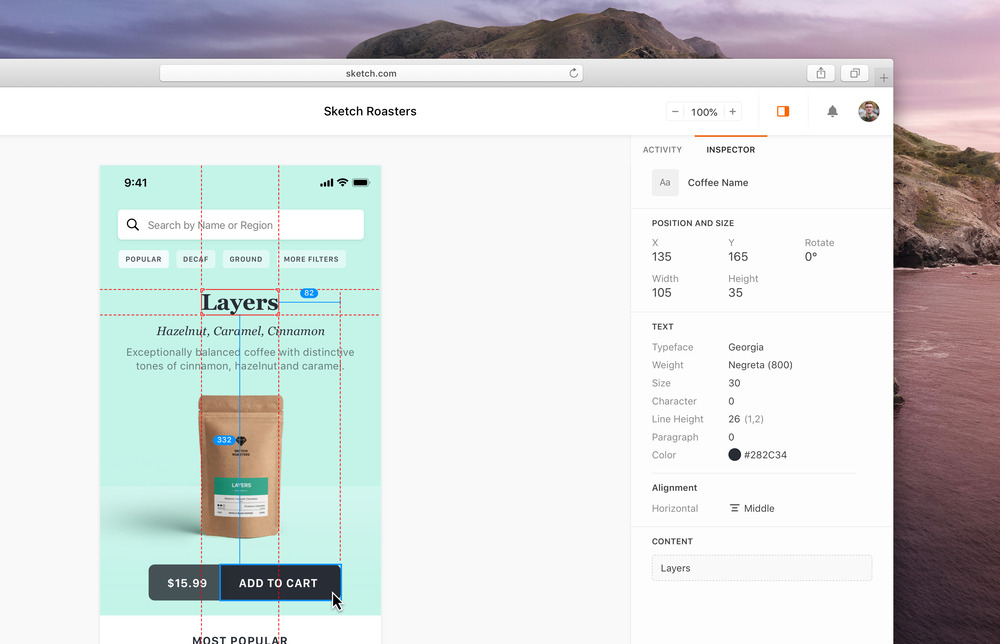 sketch.com
Sketch Roasters
100%
ACTIVITY INSPECTOR
Aa Coffee Name
POSITION AND SIZE
X Y Rotate
135 165 0°
Width Height
105 35
TEXT
Typeface Georgia
Weight Negreta (800)
Size 30
Character 0
Line Height 26 (1,2)
Paragraph 0
Color #282C34
Alignment
Horizontal Middle
CONTENT
Layers
9:41
Search by Name or Region
POPULAR DECAF GROUND MORE FILTERS
82
Layers
Hazelnut, Caramel, Cinnamon
Exceptionally balanced coffee with distinctive
tones of cinnamon, hazelnut and caramel.
332
SKETCH
ROASTERS
LAYERS
$15.99 ADD TO CART
MOST POPULAR